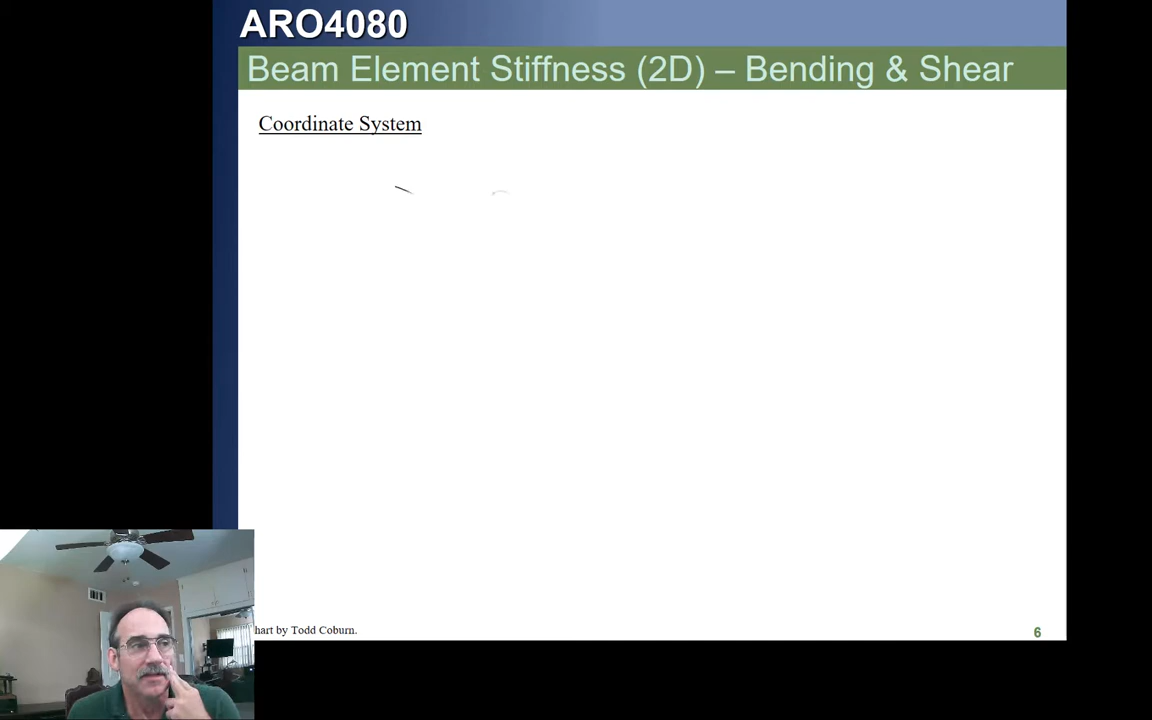 ARO4080
Beam Element Stiffness (2D) – Bending & Shear
Coordinate System
hart by Todd Coburn.
6